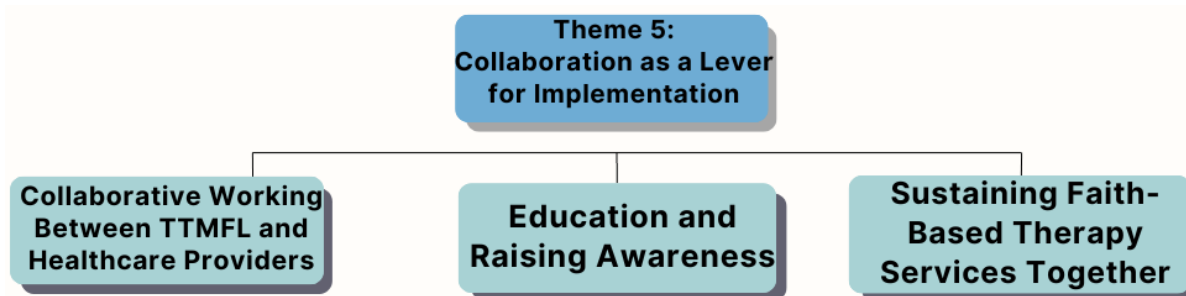 Theme 5:
Collaboration as a Lever
for Implementation
Collaborative Working
Between TTMFL and
Healthcare Providers
Education and
Raising Awareness
Sustaining Faith-
Based Therapy
Services Together